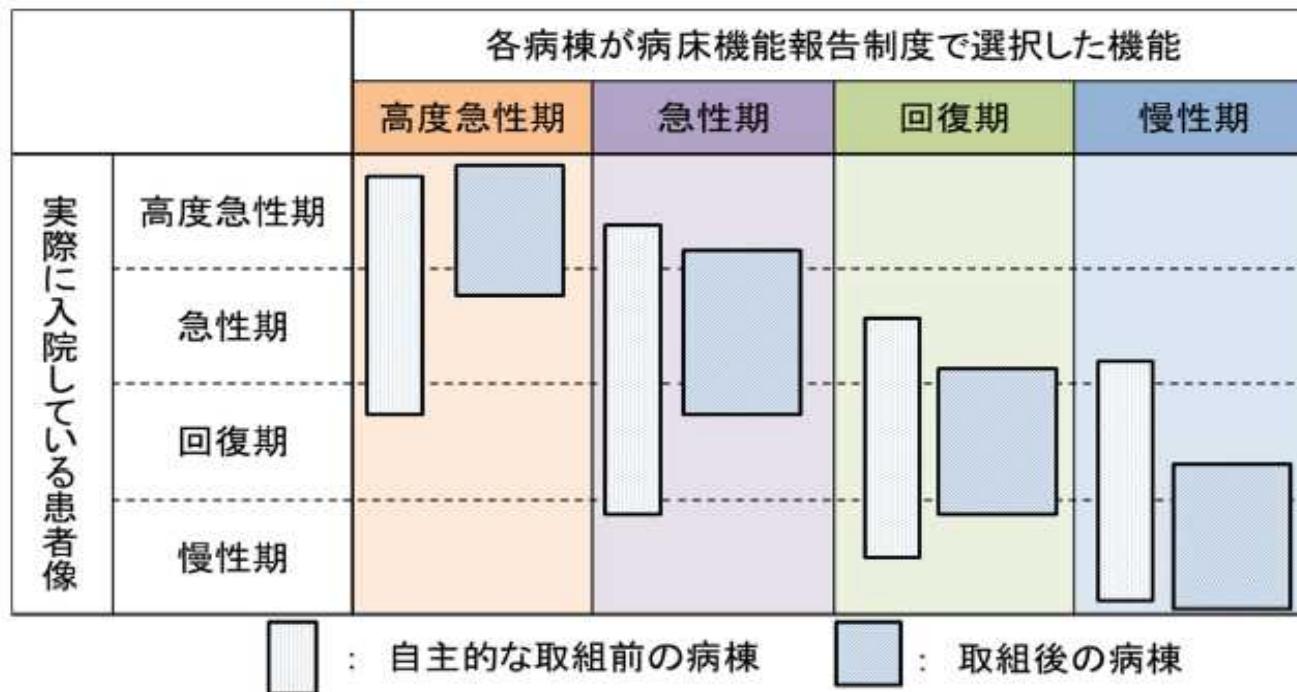 各病棟が病床機能報告制度で選択した機能
高度急性期 急性期 回復期 慢性期
実際に入院している患者像
高度急性期
急性期
回復期
慢性期
： 自主的な取組前の病棟 ： 取組後の病棟